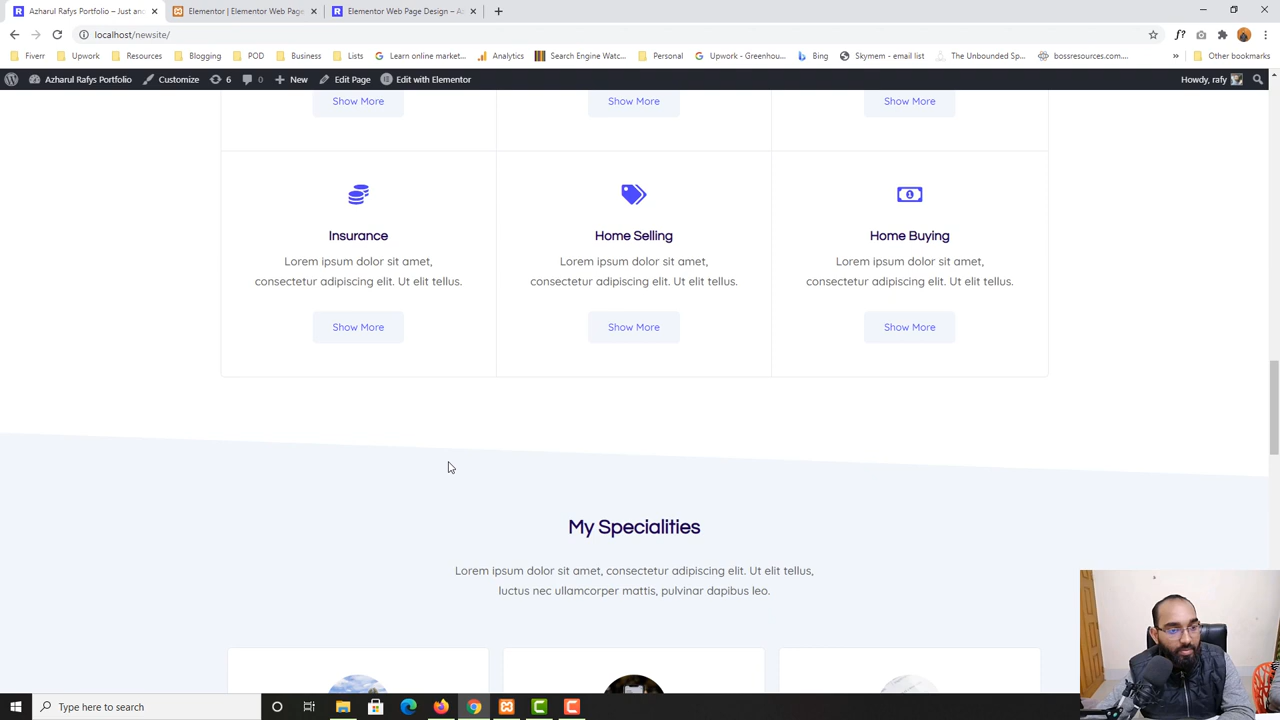 Azharul Rafys Portfolio – Just an
Elementor | Elementor Web Page
Elementor Web Page Design – As
localhost/newsite/
f?
Fiverr
Upwork
Resources
Blogging
POD
Business
Lists
Learn online market...
Analytics
Search Engine Watc...
Personal
Upwork - Greenhou...
Bing
Skymem - email list
The Unbounded Sp...
bossresources.com...
Other bookmarks
Azharul Rafys Portfolio
Customize
6
0
New
Edit Page
Edit with Elementor
Howdy, rafy
Show More
Show More
Show More
Insurance
Lorem ipsum dolor sit amet,
consectetur adipiscing elit. Ut elit tellus.
Show More
Home Selling
Lorem ipsum dolor sit amet,
consectetur adipiscing elit. Ut elit tellus.
Show More
Home Buying
Lorem ipsum dolor sit amet,
consectetur adipiscing elit. Ut elit tellus.
Show More
My Specialities
Lorem ipsum dolor sit amet, consectetur adipiscing elit. Ut elit tellus,
luctus nec ullamcorper mattis, pulvinar dapibus leo.
Type here to search